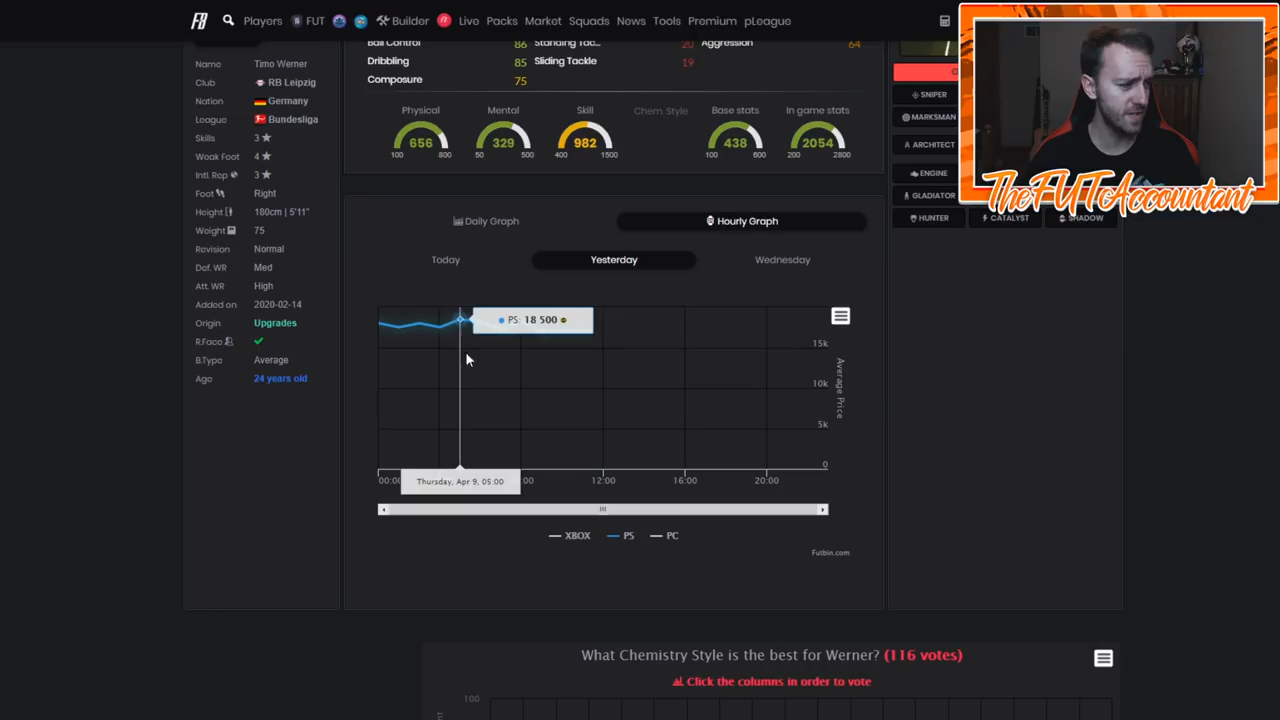 FB Players FUT Builder Live Packs Market Squads News Tools Premium pLeague
Ball Control 86 Standing Tac... 20 Aggression 64
Dribbling 85 Sliding Tackle 19
Composure 75
Name Timo Werner
Club RB Leipzig
Nation Germany
League Bundesliga
Skills 3★
Weak Foot 4★
Intl. Rep 3★
Foot Right
Height 180cm | 5'11"
Weight 75
Revision Normal
Def. WR Med
Att. WR High
Added on 2020-02-14
Origin Upgrades
R.Face
B.Type Average
Age 24 years old
Physical Mental Skill Chem. Style Base stats In game stats
656 329 982 438 2054
100 800 50 500 400 1500 100 600 200 2800
SNIPER
MARKSMAN
ARCHITECT
ENGINE
GLADIATOR
HUNTER CATALYST SHADOW
TheFUTAccountant
Daily Graph Hourly Graph
Today Yesterday Wednesday
PS: 18 500
15k
10k
5k
0
Average Price
00:00 Thursday, Apr 9, 05:00 :00 12:00 16:00 20:00
XBOX PS PC
Futbin.com
What Chemistry Style is the best for Werner? (116 votes)
Click the columns in order to vote
100